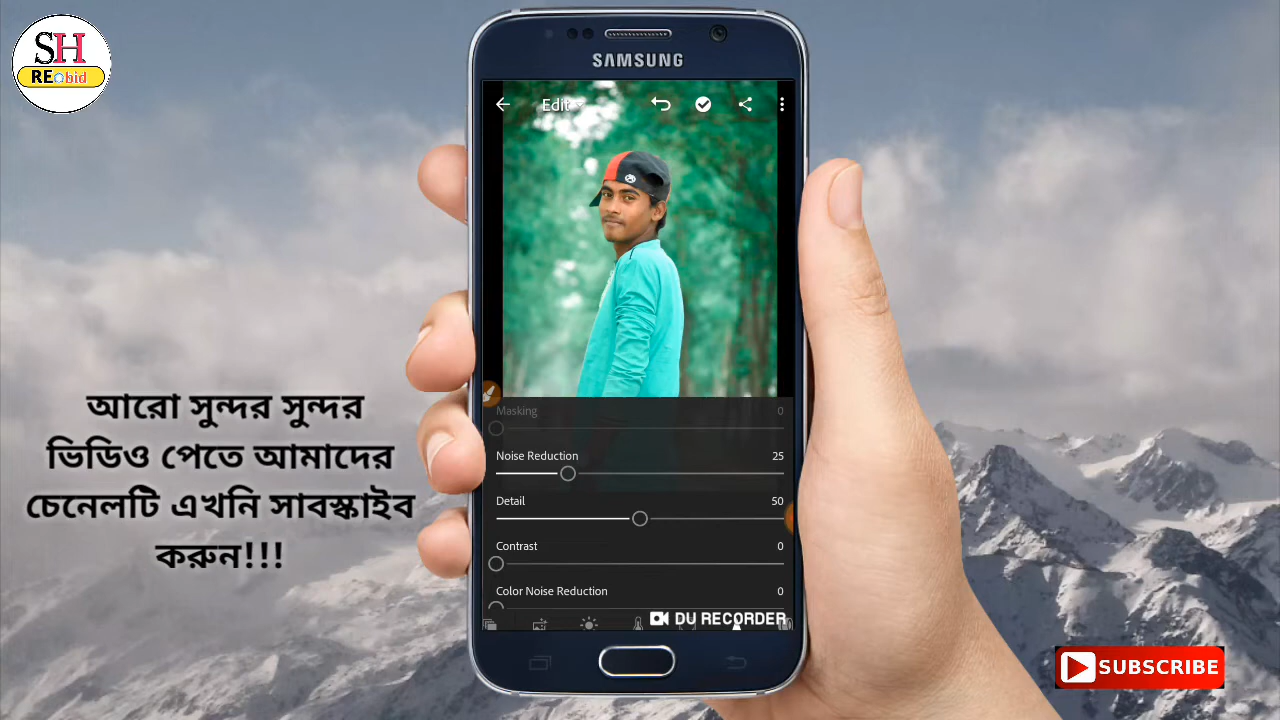 SH
REabid
SAMSUNG
Edit
Masking 0
Noise Reduction 25
Detail 50
Contrast 0
Color Noise Reduction 0
DU RECORDER
আরো সুন্দর সুন্দর
ভিডিও পেতে আমাদের
চেনেলটি এখনি সাবস্কাইব
করুন!!!
SUBSCRIBE